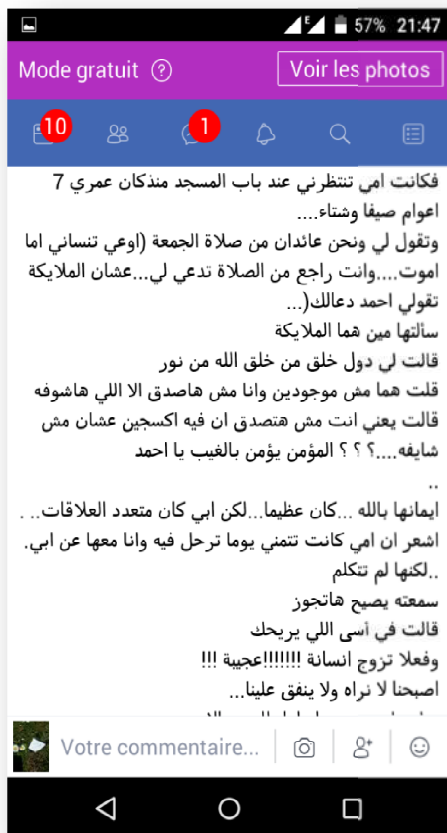 57% 21:47
Mode gratuit ? Voir les photos
10 1
فكانت امي تنتظرني عند باب المسجد منذكان عمري 7
اعوام صيفا وشتاء....
وتقول لي ونحن عائدان من صلاة الجمعة (اوعي تنساني اما
اموت....وانت راجع من الصلاة تدعي لي...عشان الملايكة
تقولي احمد دعالك(...
سألتها مين هما الملايكة
قالت لي دول خلق من خلق الله من نور
قلت هما مش موجودين وانا مش هاصدق الا اللي هاشوفه
قالت يعني انت مش هتصدق ان فيه اكسجين عشان مش
شايفه....؟ ؟ ؟ المؤمن يؤمن بالغيب يا احمد
..
ايمانها بالله ...كان عظيما...لكن ابي كان متعدد العلاقات.. .
اشعر ان امي كانت تتمني يوما ترحل فيه وانا معها عن ابي.
..لكنها لم تتكلم
سمعته يصيح هاتجوز
قالت في أسى اللي يريحك
وفعلا تزوج انسانة !!!!!!!عجيبة !!!
اصبحنا لا نراه ولا ينفق علينا...
Votre commentaire...